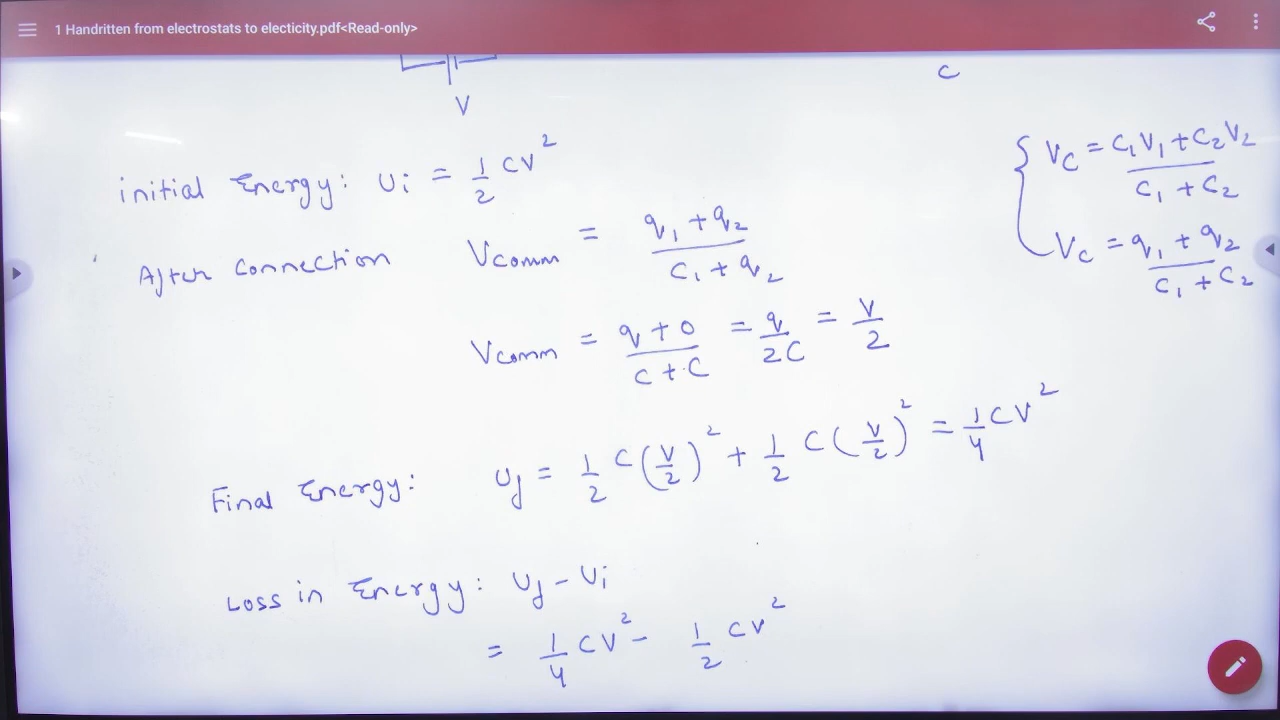 1 Handritten from electrostats to electicity.pdf<Read-only>
V
C
initial Energy: Ui = 1/2 CV²
After Connection Vcomm = q₁ + q₂ / C₁ + q₂
Vcomm = q + 0 / C + C = q / 2C = V / 2
Final Energy: Uf = 1/2 C(V/2)² + 1/2 C(V/2)² = 1/4 CV²
Loss in Energy: Uf - Ui
= 1/4 CV² - 1/2 CV²
Vc = C₁V₁ + C₂V₂ / C₁ + C₂
Vc = q₁ + q₂ / C₁ + C₂